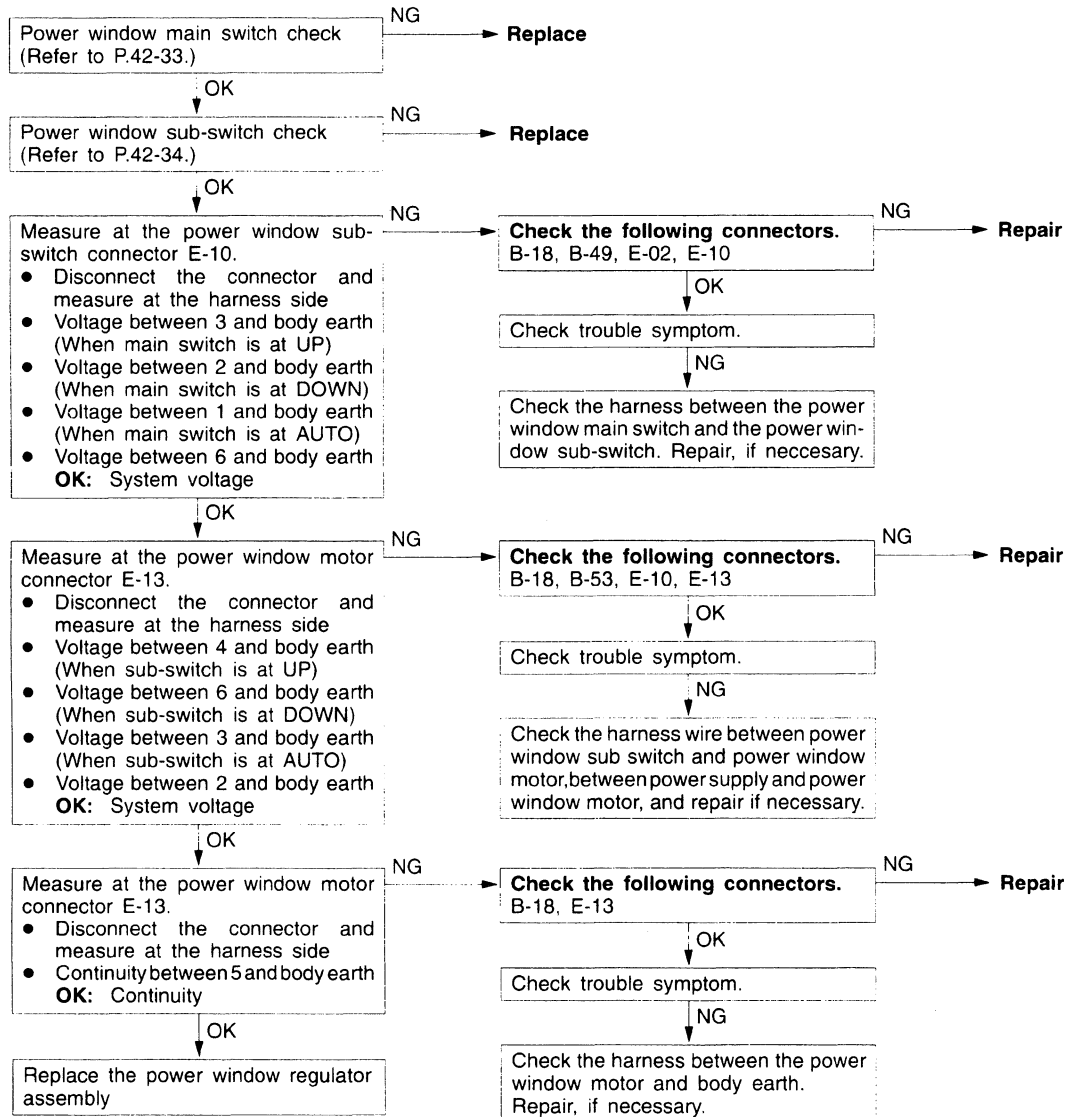 NG
Power window main switch check
(Refer to P.42-33.)
Replace
OK
NG
Power window sub-switch check
(Refer to P.42-34.)
Replace
OK
NG
Measure at the power window sub-
switch connector E-10.
● Disconnect the connector and
measure at the harness side
● Voltage between 3 and body earth
(When main switch is at UP)
● Voltage between 2 and body earth
(When main switch is at DOWN)
● Voltage between 1 and body earth
(When main switch is at AUTO)
● Voltage between 6 and body earth
OK: System voltage
Check the following connectors.
B-18, B-49, E-02, E-10
NG
Repair
OK
Check trouble symptom.
NG
Check the harness between the power
window main switch and the power win-
dow sub-switch. Repair, if neccesary.
OK
NG
Measure at the power window motor
connector E-13.
● Disconnect the connector and
measure at the harness side
● Voltage between 4 and body earth
(When sub-switch is at UP)
● Voltage between 6 and body earth
(When sub-switch is at DOWN)
● Voltage between 3 and body earth
(When sub-switch is at AUTO)
● Voltage between 2 and body earth
OK: System voltage
Check the following connectors.
B-18, B-53, E-10, E-13
NG
Repair
OK
Check trouble symptom.
NG
Check the harness wire between power
window sub switch and power window
motor, between power supply and power
window motor, and repair if necessary.
OK
NG
Measure at the power window motor
connector E-13.
● Disconnect the connector and
measure at the harness side
● Continuity between 5 and body earth
OK: Continuity
Check the following connectors.
B-18, E-13
NG
Repair
OK
Check trouble symptom.
NG
Check the harness between the power
window motor and body earth.
Repair, if necessary.
OK
Replace the power window regulator
assembly